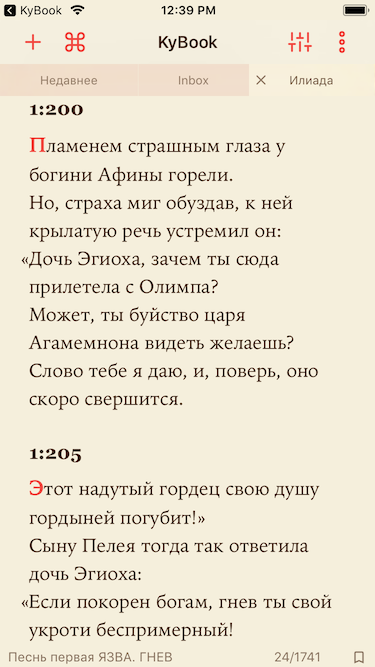 KyBook 12:39 PM
KyBook
Недавнее Inbox Илиада
1:200
Пламенем страшным глаза у
богини Афины горели.
Но, страха миг обуздав, к ней
крылатую речь устремил он:
«Дочь Эгиоха, зачем ты сюда
прилетела с Олимпа?
Может, ты буйство царя
Агамемнона видеть желаешь?
Слово тебе я даю, и, поверь, оно
скоро свершится.
1:205
Этот надутый гордец свою душу
гордыней погубит!»
Сыну Пелея тогда так ответила
дочь Эгиоха:
«Если покорен богам, гнев ты свой
укроти беспримерный!
Песнь первая ЯЗВА. ГНЕВ 24/1741